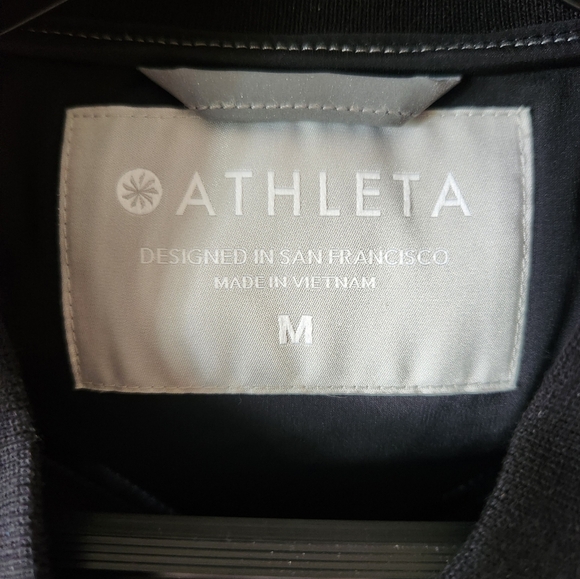 ATHLETA
DESIGNED IN SAN FRANCISCO
MADE IN VIETNAM
M